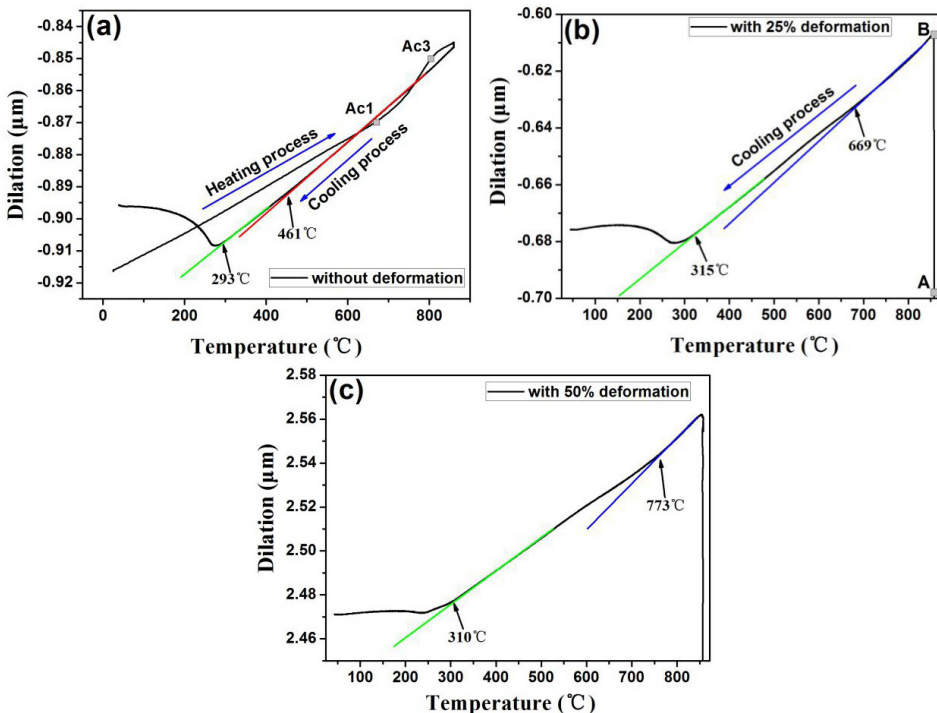 (a)
-0.84
-0.85
-0.86
-0.87
-0.88
-0.89
-0.90
-0.91
-0.92
Dilation (μm)
Ac3
Ac1
Heating process
Cooling process
461℃
293℃
without deformation
0 200 400 600 800
Temperature (℃)
(b)
with 25% deformation
-0.60
-0.62
-0.64
-0.66
-0.68
-0.70
Dilation (μm)
B
Cooling process
669℃
315℃
A
100 200 300 400 500 600 700 800
Temperature (℃)
(c)
with 50% deformation
2.58
2.56
2.54
2.52
2.50
2.48
2.46
Dilation (μm)
773℃
310℃
100 200 300 400 500 600 700 800
Temperature (℃)